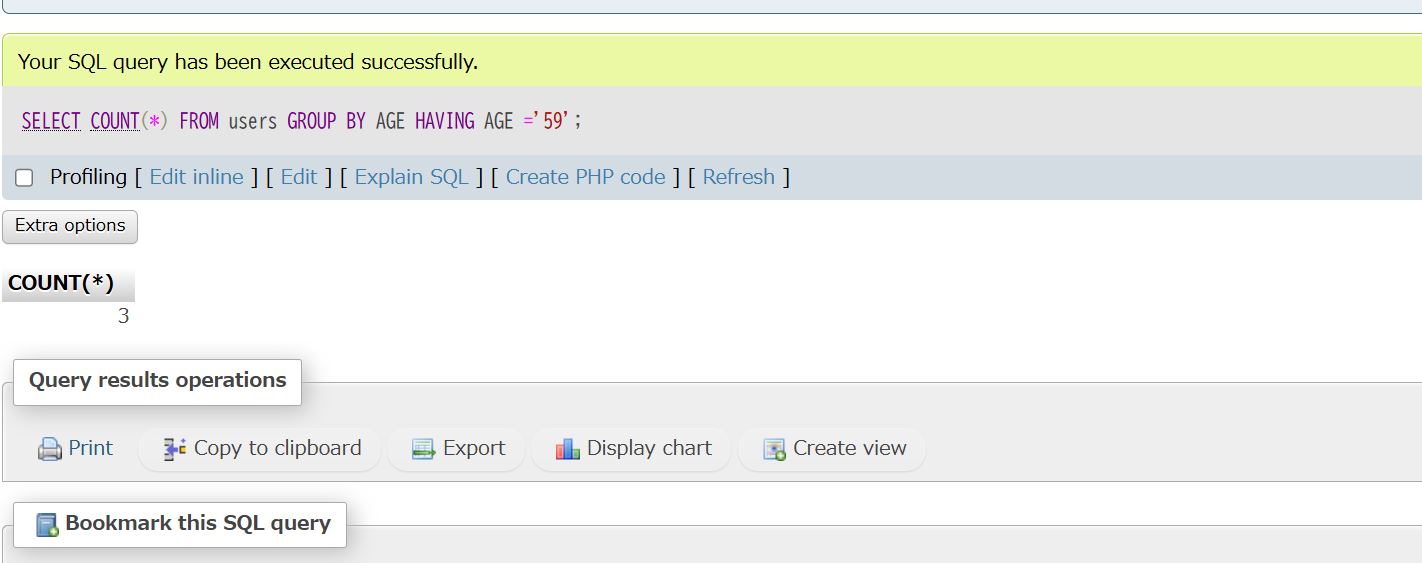 Your SQL query has been executed successfully.
SELECT COUNT(*) FROM users GROUP BY AGE HAVING AGE ='59';
Profiling [ Edit inline ] [ Edit ] [ Explain SQL ] [ Create PHP code ] [ Refresh ]
Extra options
COUNT(*)
3
Query results operations
Print Copy to clipboard Export Display chart Create view
Bookmark this SQL query